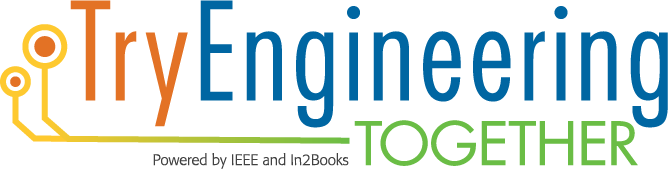 TryEngineering
TOGETHER
Powered by IEEE and In2Books